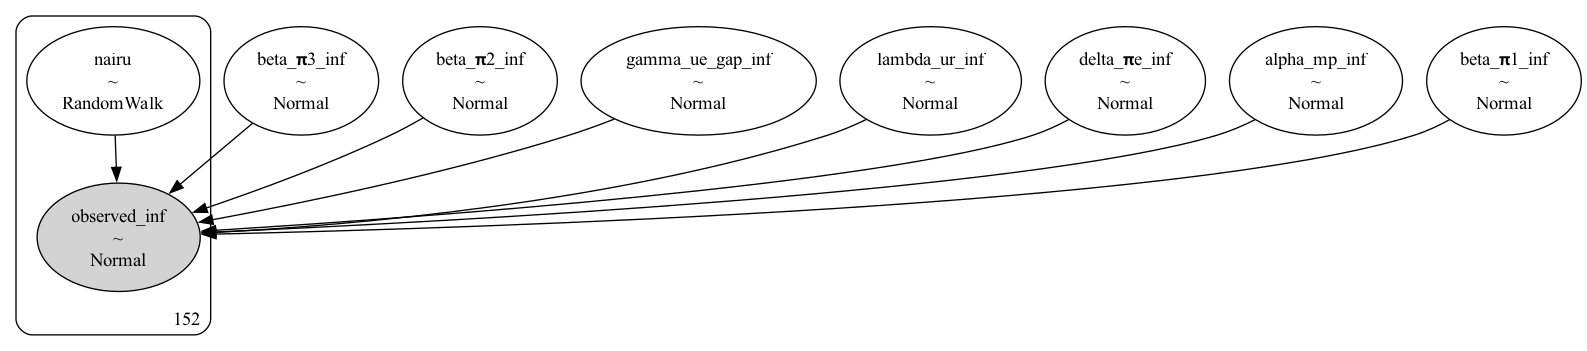 nairu
~
RandomWalk
beta_π3_inf
~
Normal
beta_π2_inf
~
Normal
gamma_ue_gap_inf
~
Normal
lambda_ur_inf
~
Normal
delta_πe_inf
~
Normal
alpha_mp_inf
~
Normal
beta_π1_inf
~
Normal
observed_inf
~
Normal
152